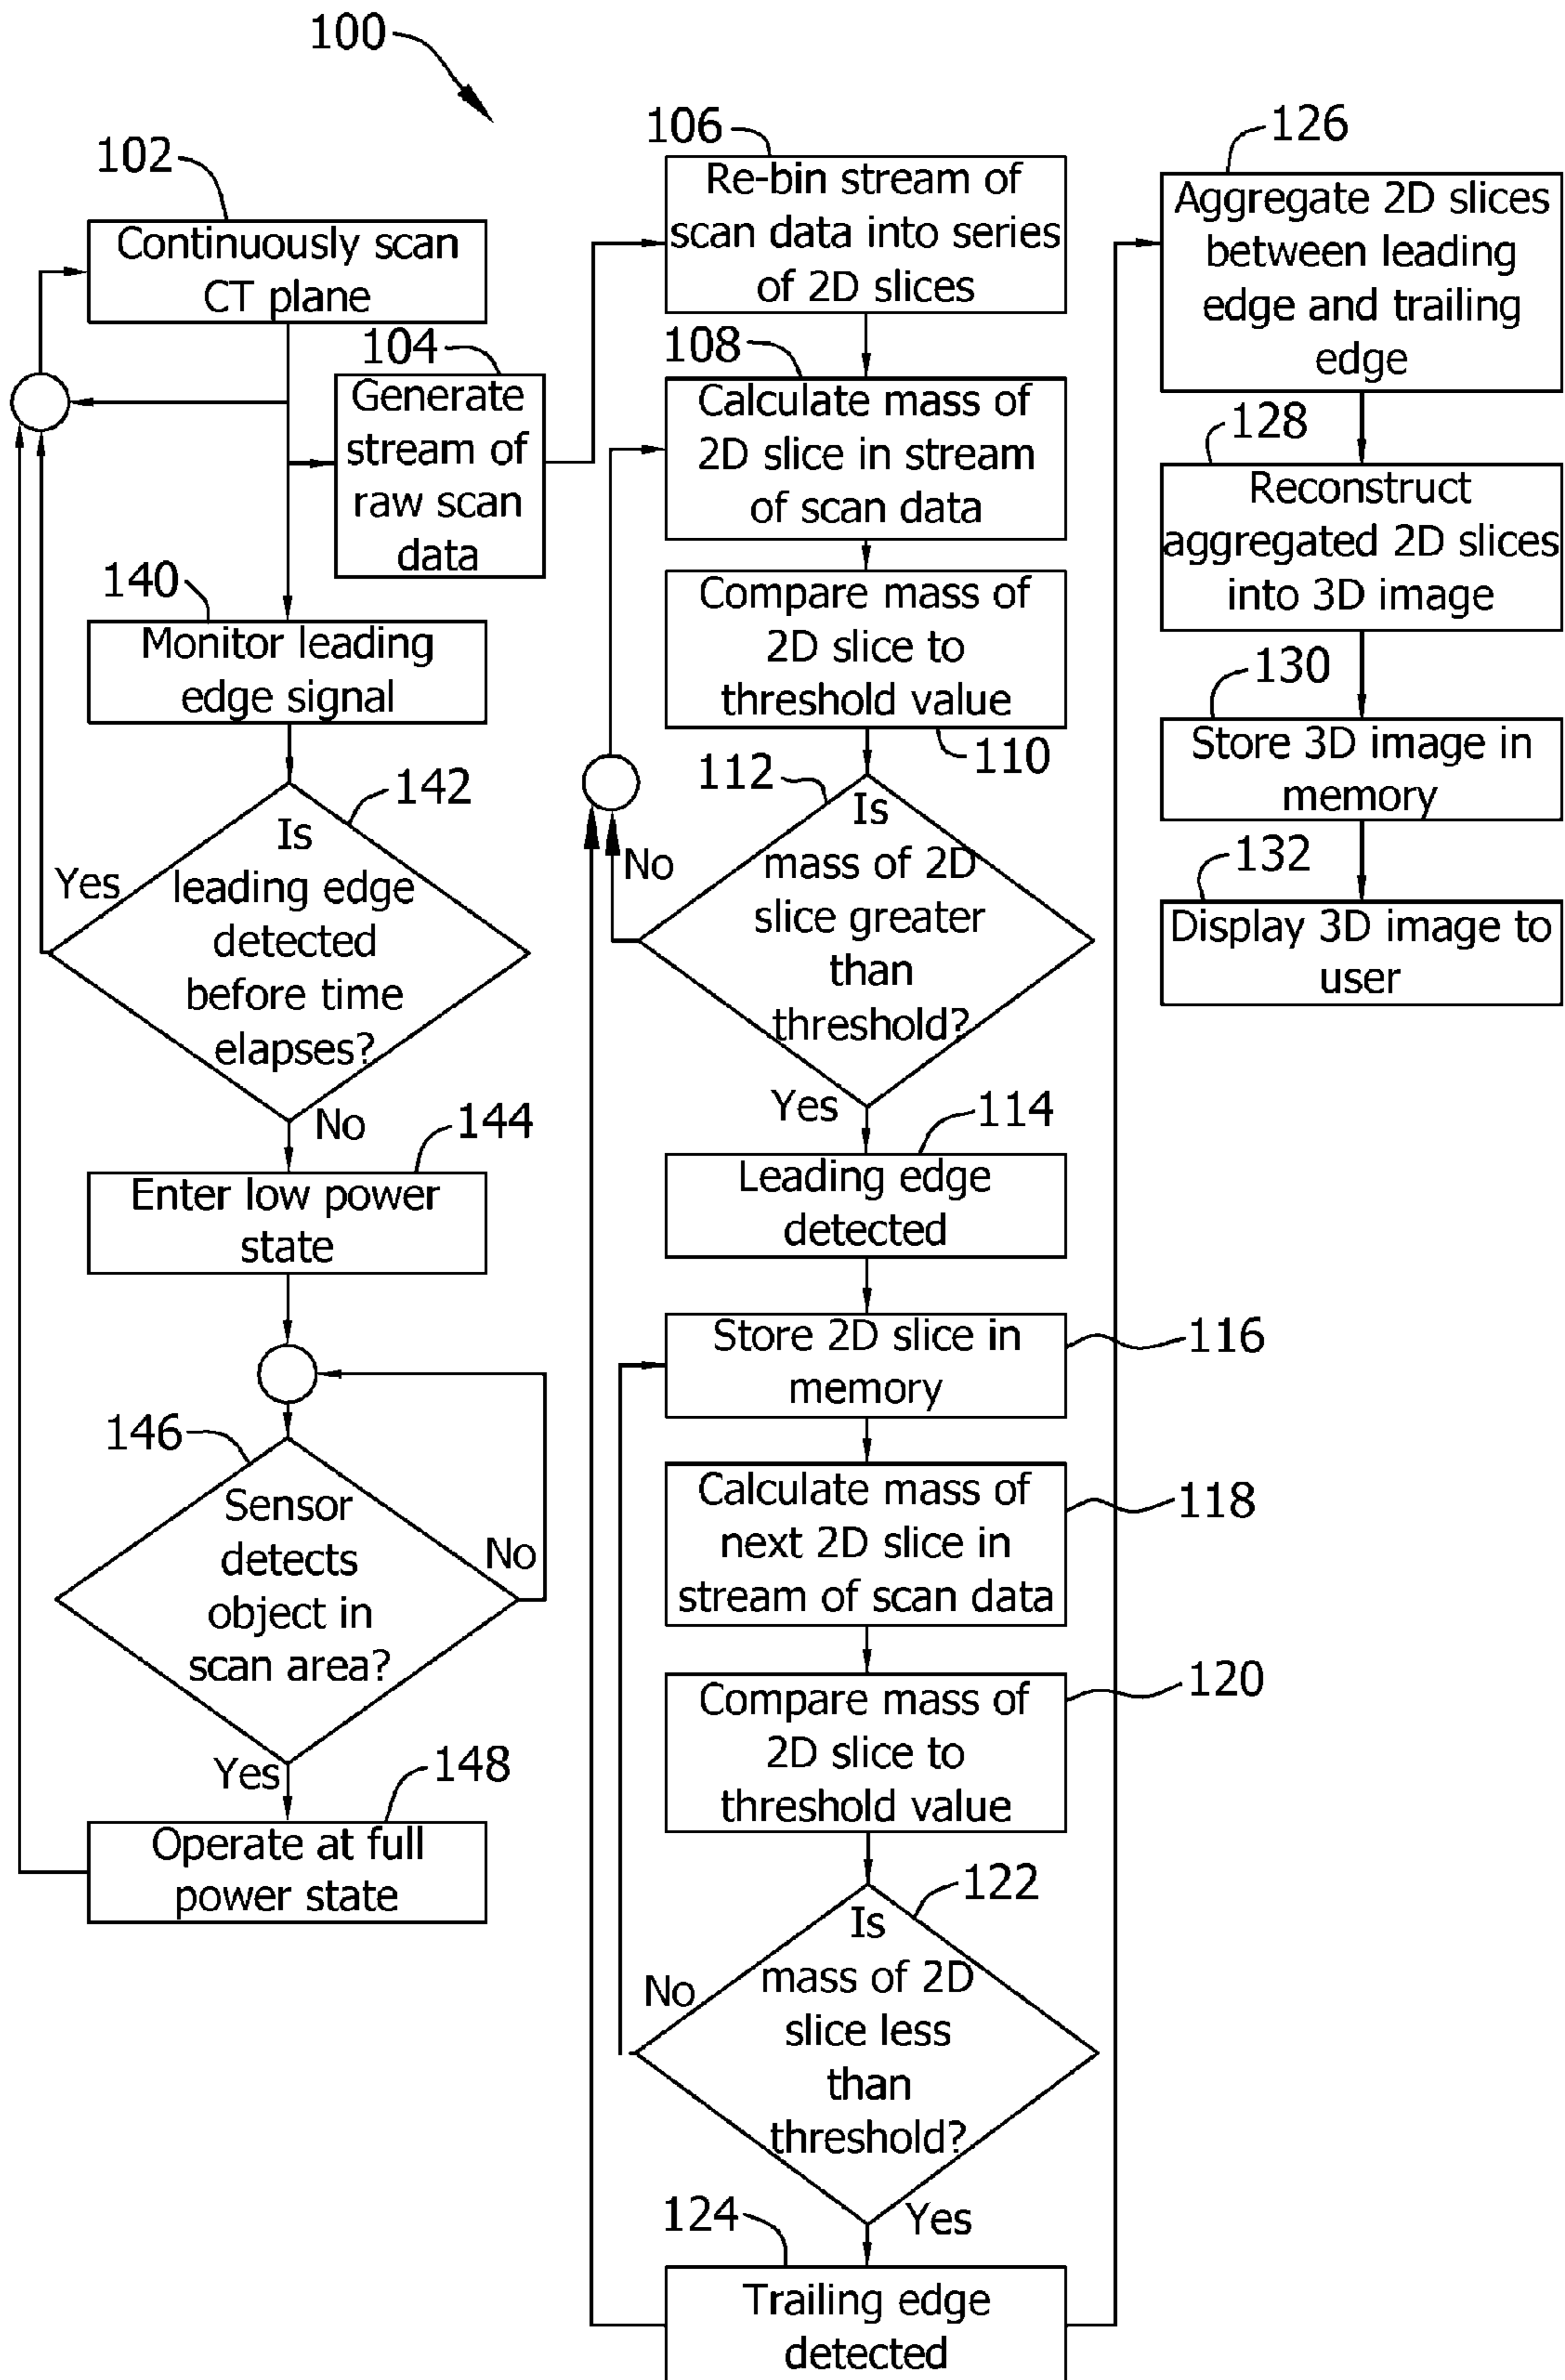 100
102
Continuously scan
CT plane
104
Generate
stream of
raw scan
data
140
Monitor leading
edge signal
142
Is
leading edge
detected
before time
elapses?
Yes
No
144
Enter low power
state
146
Sensor
detects
object in
scan area?
No
Yes
148
Operate at full
power state
106
Re-bin stream of
scan data into series
of 2D slices
108
Calculate mass of
2D slice in stream
of scan data
Compare mass of
2D slice to
threshold value
110
112
Is
mass of 2D
slice greater
than
threshold?
No
Yes
114
Leading edge
detected
Store 2D slice in
memory
116
Calculate mass of
next 2D slice in
stream of scan data
118
Compare mass of
2D slice to
threshold value
120
122
Is
mass of 2D
slice less
than
threshold?
No
Yes
124
Trailing edge
detected
126
Aggregate 2D slices
between leading
edge and trailing
edge
128
Reconstruct
aggregated 2D slices
into 3D image
130
Store 3D image in
memory
132
Display 3D image to
user